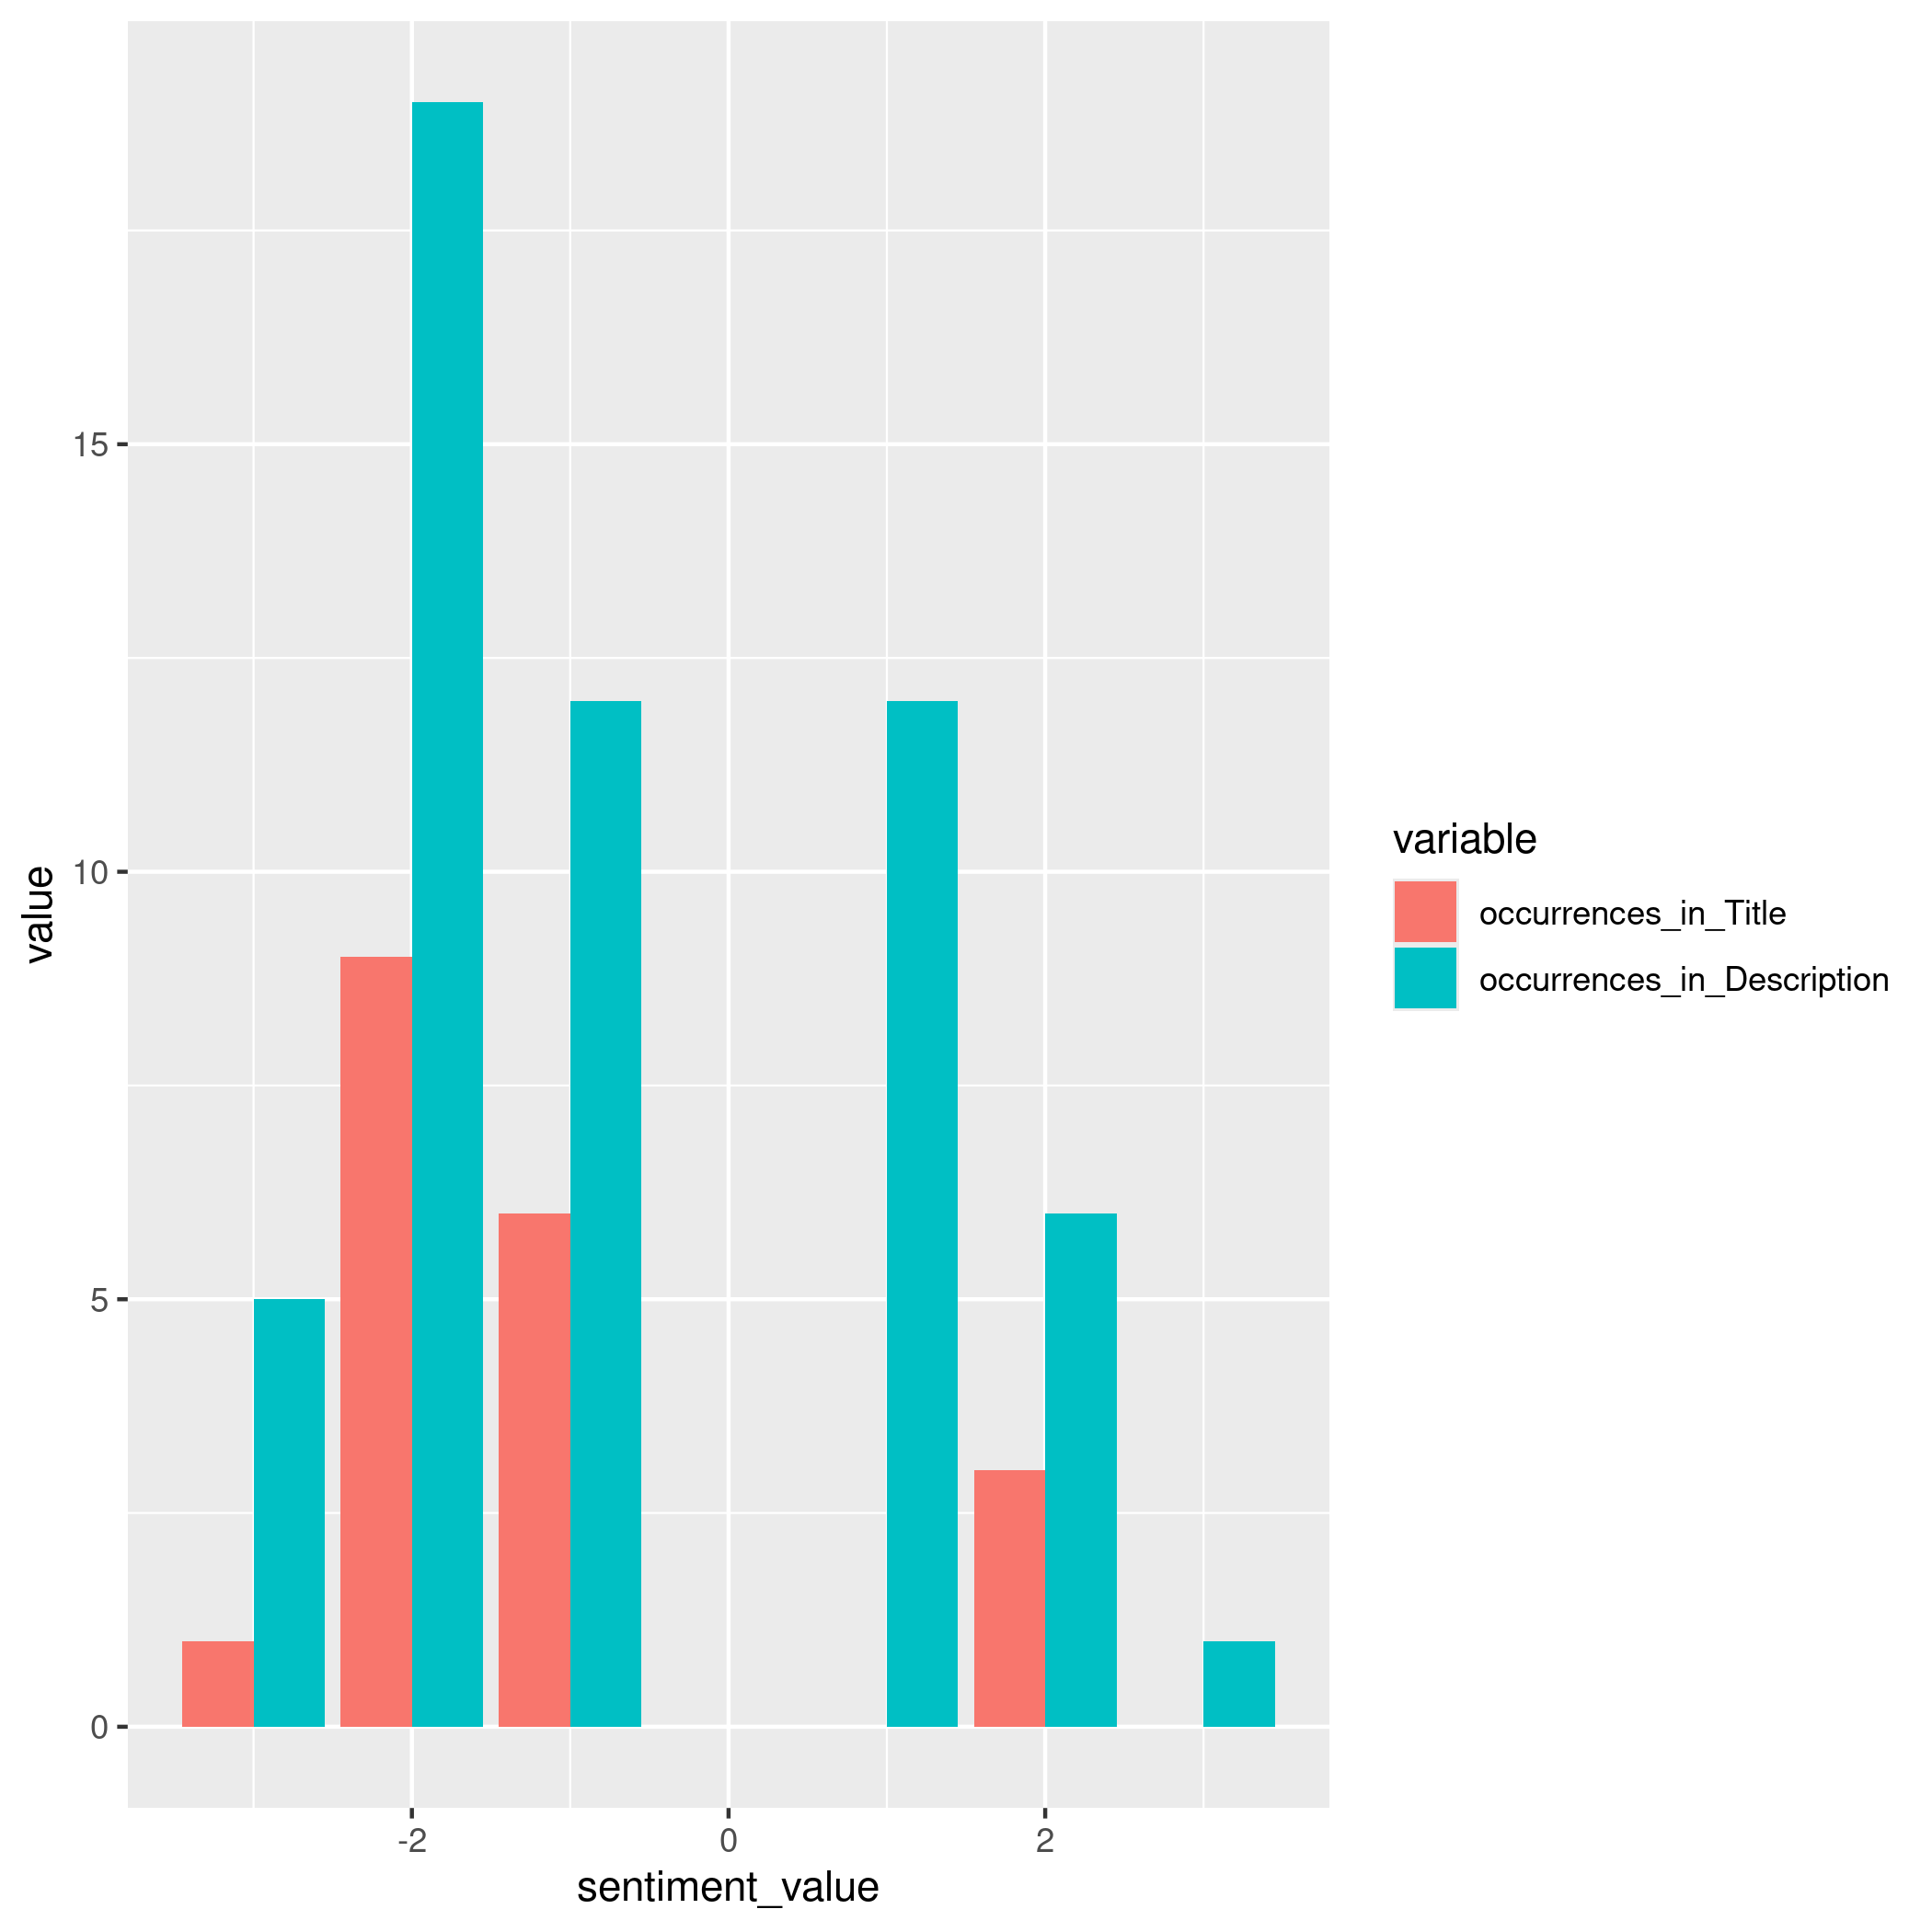 15
10
5
0
value
-2
0
2
sentiment_value
variable
occurrences_in_Title
occurrences_in_Description